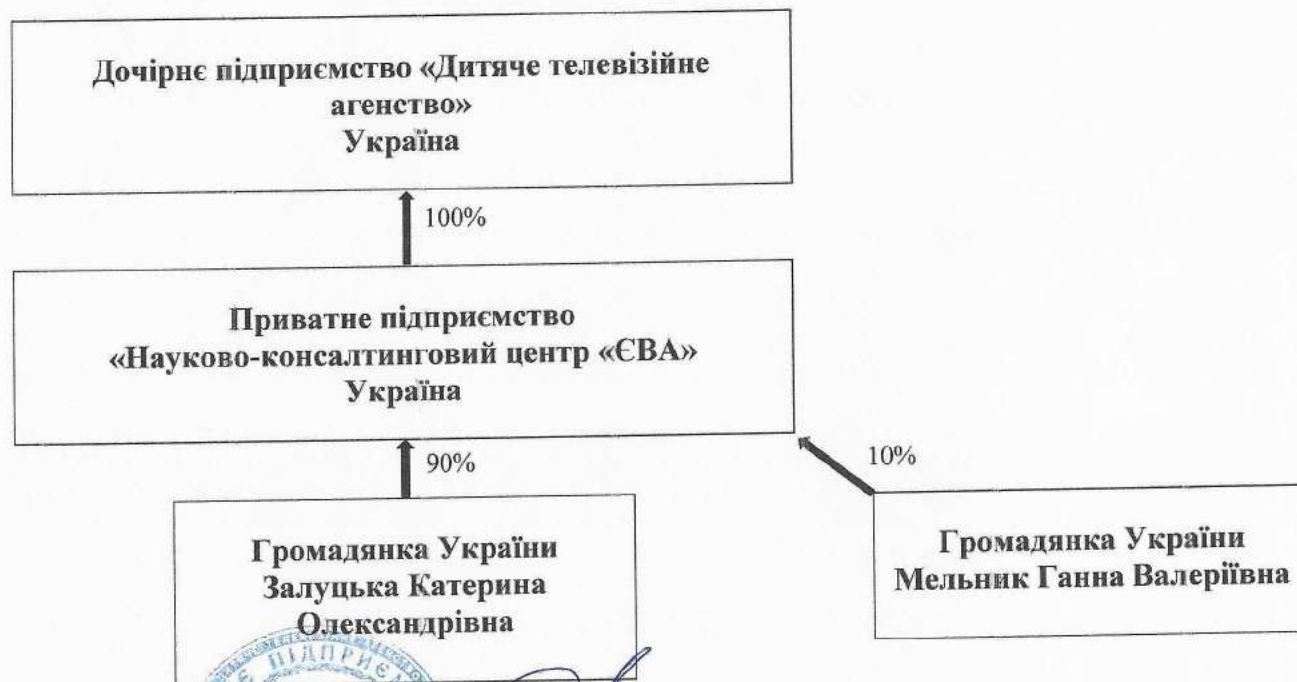 Дочірнє підприємство «Дитяче телевізійне
агенство»
Україна
100%
Приватне підприємство
«Науково-консалтинговий центр «ЄВА»
Україна
90%
10%
Громадянка України
Залуцька Катерина
Олександрівна
Громадянка України
Мельник Ганна Валеріївна